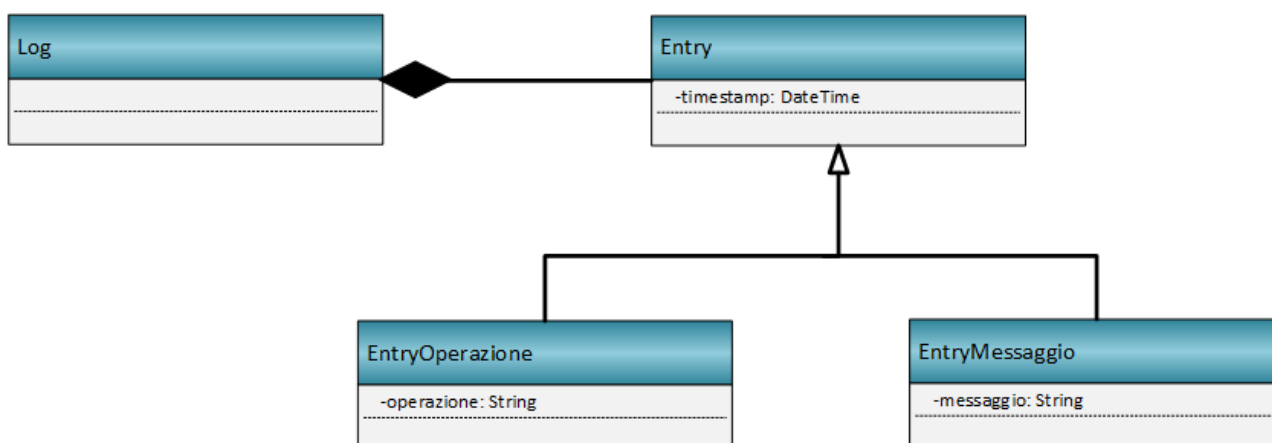 Log
Entry
-timestamp: DateTime
EntryOperazione
-operazione: String
EntryMessaggio
-messaggio: String